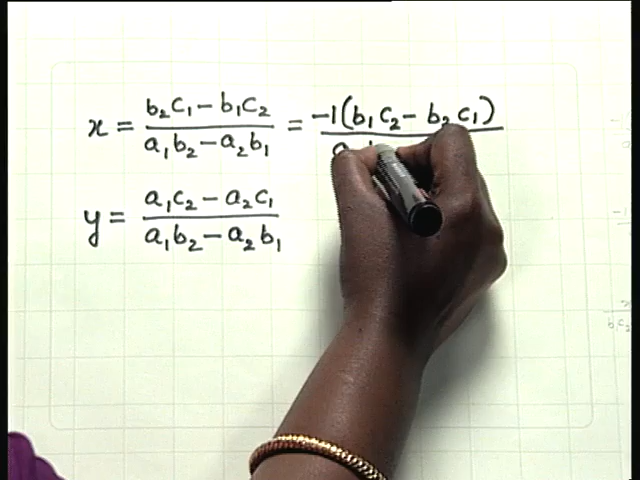 x = b₂c₁ − b₁c₂ / a₁b₂ − a₂b₁ = −1(b₁c₂ − b₂c₁) /
y = a₁c₂ − a₂c₁ / a₁b₂ − a₂b₁